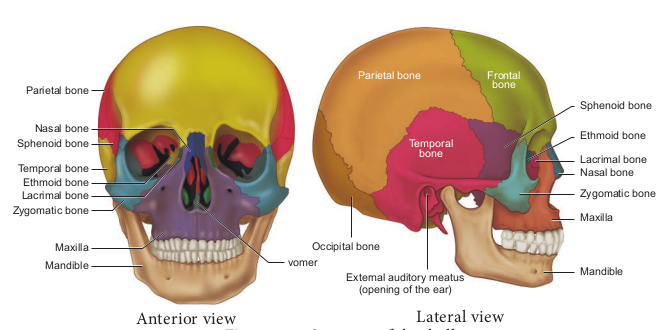 Parietal bone
Nasal bone
Sphenoid bone
Temporal bone
Ethmoid bone
Lacrimal bone
Zygomatic bone
Maxilla
Mandible
vomer
Anterior view
Parietal bone
Frontal
bone
Temporal
bone
Sphenoid bone
Ethmoid bone
Lacrimal bone
Nasal bone
Zygomatic bone
Maxilla
Mandible
Occipital bone
External auditory meatus
(opening of the ear)
Lateral view